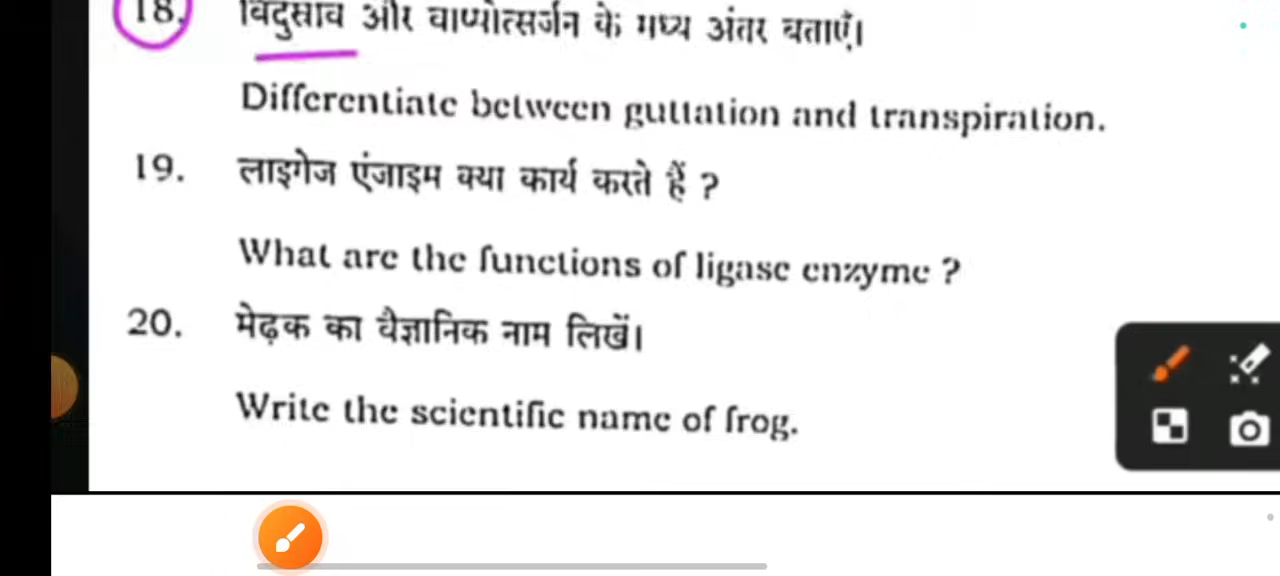 18. विंदुस्राव और वाष्पोत्सर्जन के मध्य अंतर बताएँ।
Differentiate between guttation and transpiration.
19. लाइगेज एंजाइम क्या कार्य करते हैं ?
What are the functions of ligase enzyme ?
20. मेढ़क का वैज्ञानिक नाम लिखें।
Write the scientific name of frog.